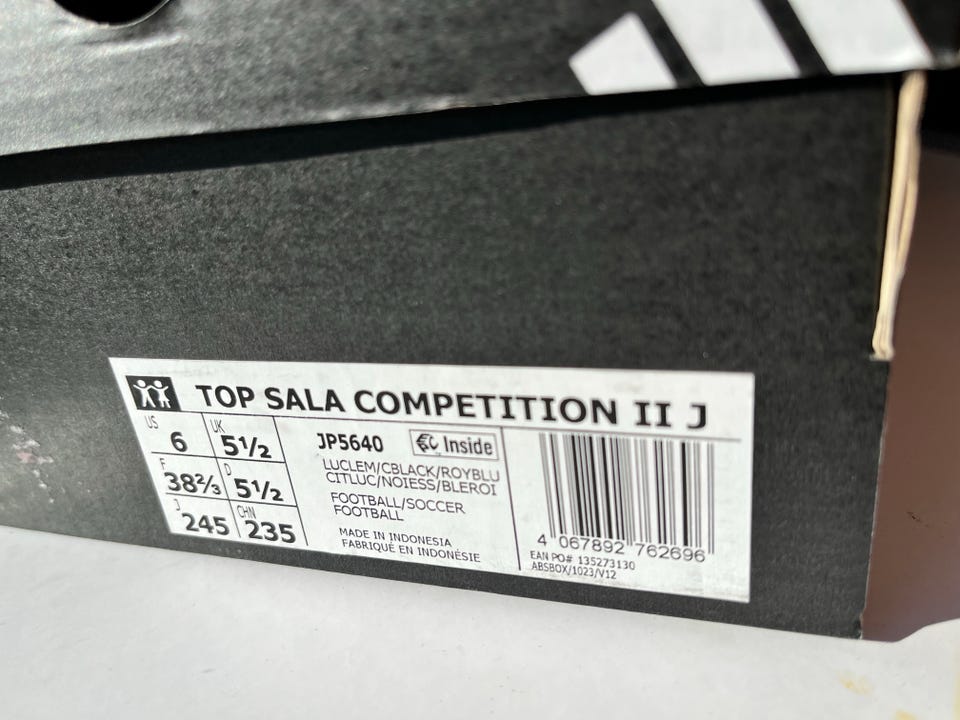 TOP SALA COMPETITION II J
US 6 UK 5½
F 38⅔ D 5½
J 245 CHN 235
JP5640 Inside
LUCLEM/CBLACK/ROYBLU
CITLUC/NOIESS/BLEROI
FOOTBALL/SOCCER
FOOTBALL
MADE IN INDONESIA
FABRIQUÉ EN INDONÉSIE
4 067892 762696
EAN PO# 135273130
ABSBOX/1023/V12